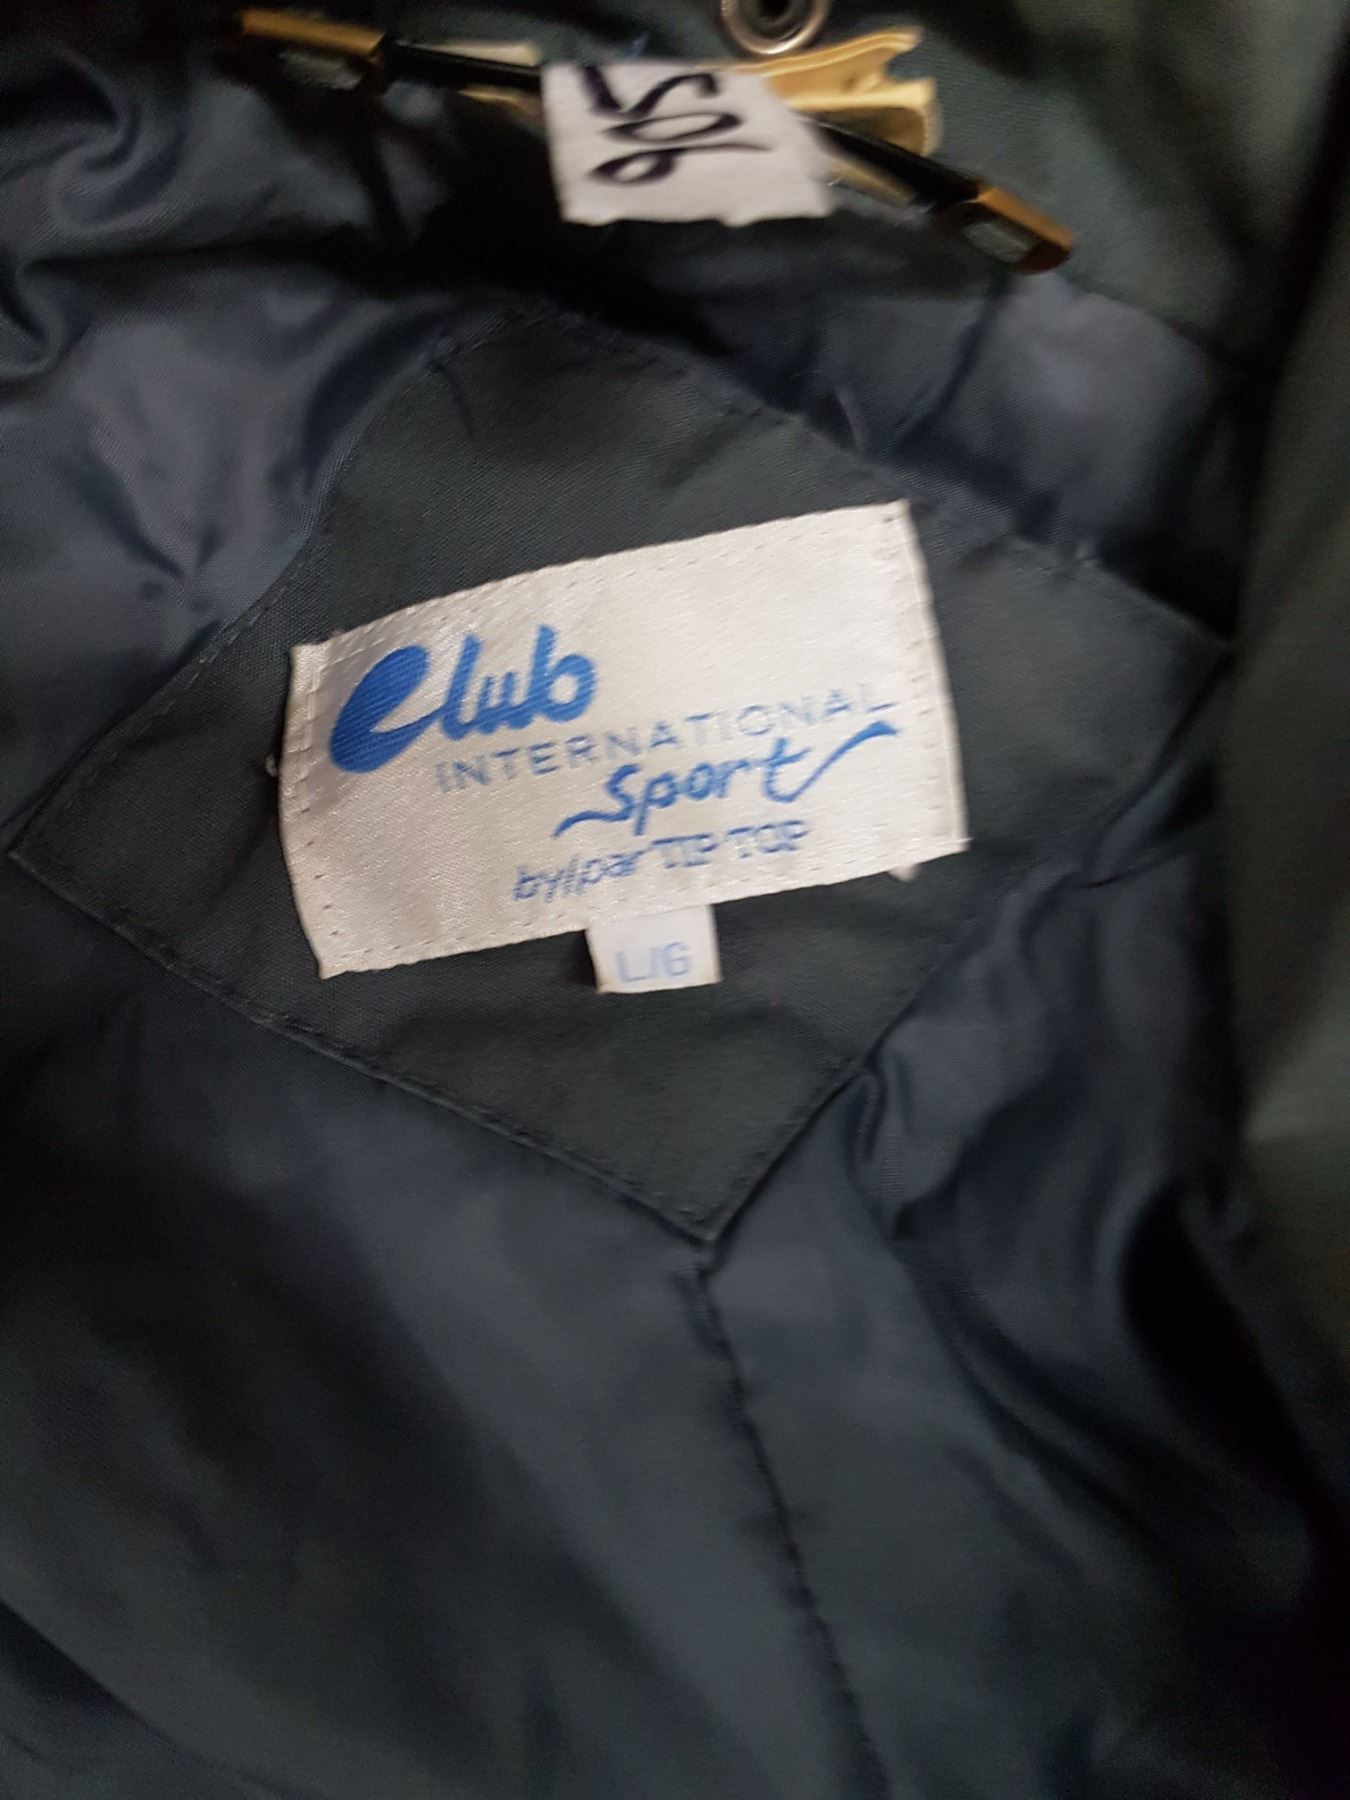 Club
INTERNATIONAL
Sport
by/par TIP TOP
L/G